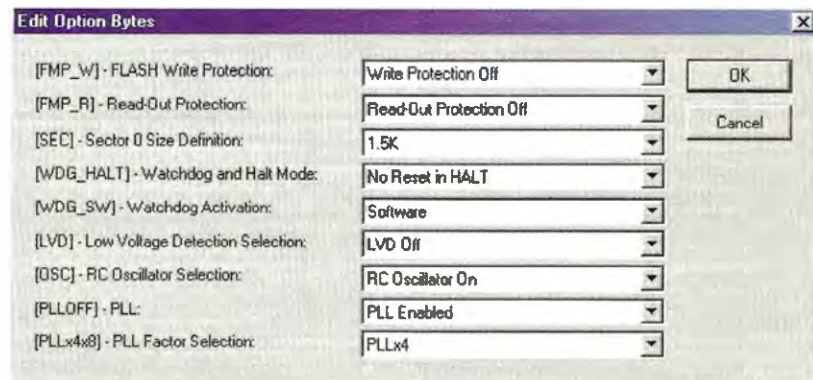 Edit Option Bytes
[FMP_W] - FLASH Write Protection: Write Protection Off OK
[FMP_R] - Read-Out Protection: Read-Out Protection Off
Cancel
[SEC] - Sector 0 Size Definition: 1.5K
[WDG_HALT] - Watchdog and Halt Mode: No Reset in HALT
[WDG_SW] - Watchdog Activation: Software
[LVD] - Low Voltage Detection Selection: LVD Off
[OSC] - RC Oscillator Selection: RC Oscillator On
[PLLOFF] - PLL: PLL Enabled
[PLLx4x8] - PLL Factor Selection: PLLx4